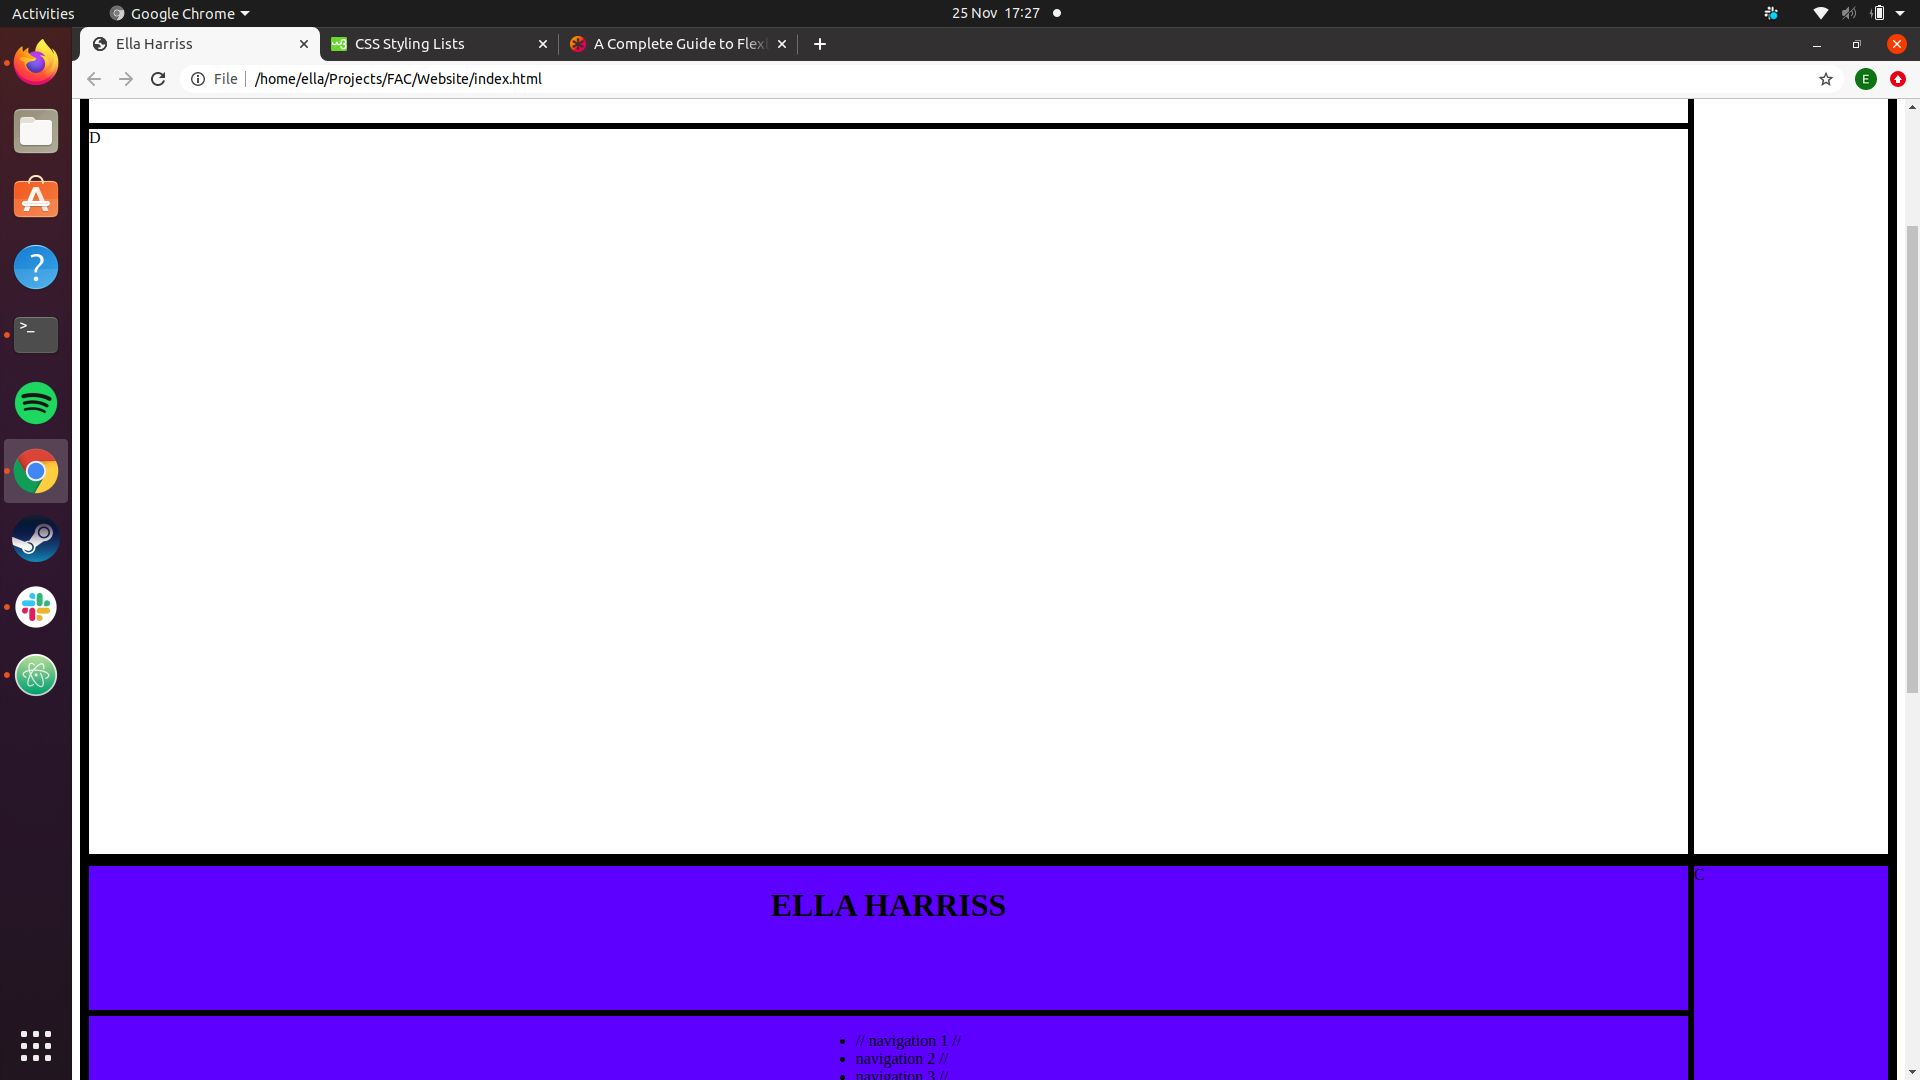 Activities
Google Chrome
25 Nov 17:27
Ella Harriss
CSS Styling Lists
A Complete Guide to Flex
File
/home/ella/Projects/FAC/Website/index.html
E
D
ELLA HARRISS
C
// navigation 1 //
navigation 2 //
navigation 3 //